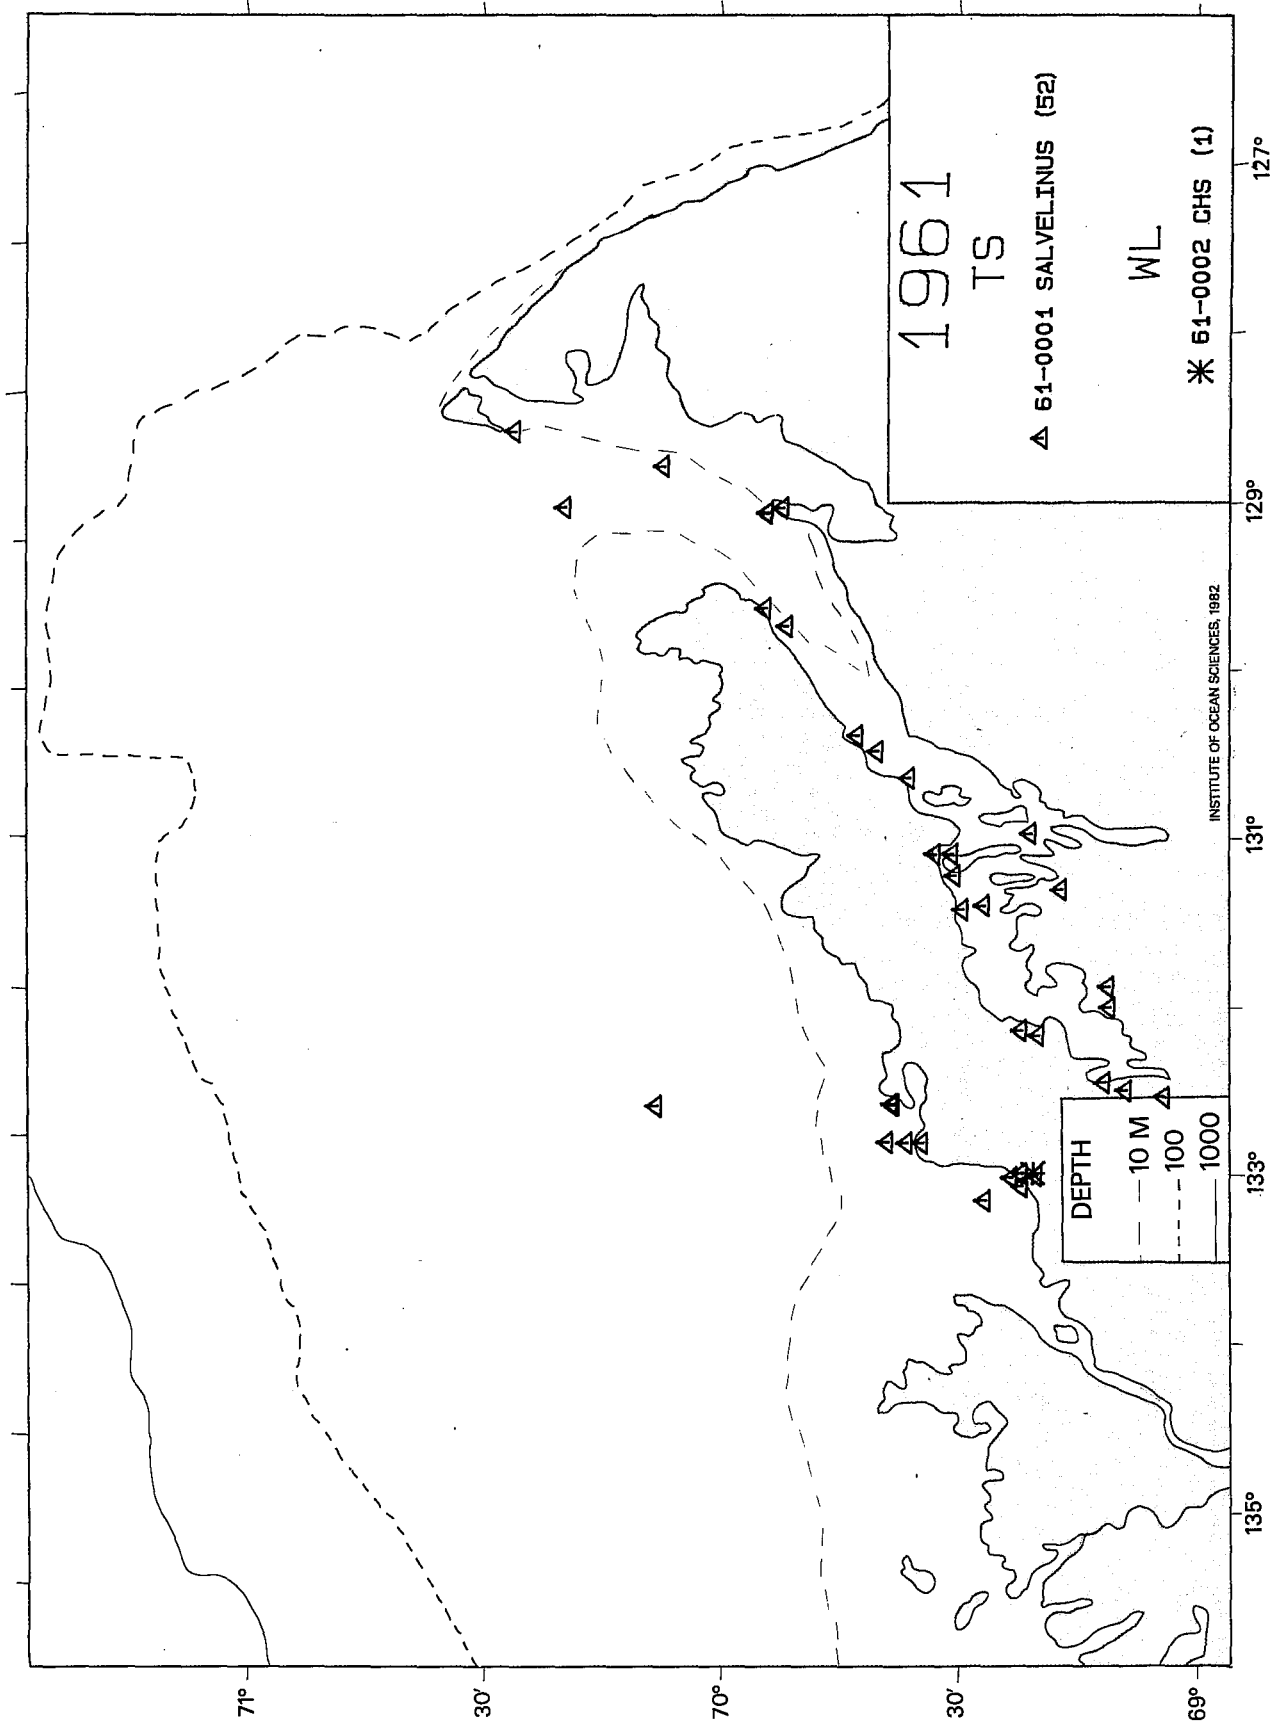 1961
TS
61-0001 SALVELINUS (52)
WL
61-0002 CHS (1)
DEPTH
10 M
100
1000
INSTITUTE OF OCEAN SCIENCES, 1982
71°
30'
70°
30'
69°
135°
133°
131°
129°
127°